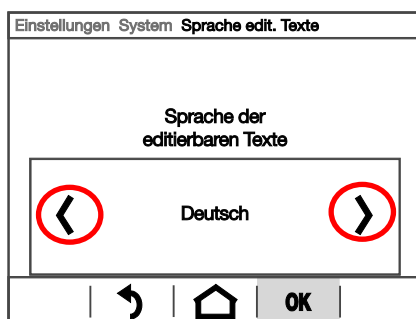 Einstellungen System Sprache edit. Texte
Sprache der
editierbaren Texte
Deutsch
OK